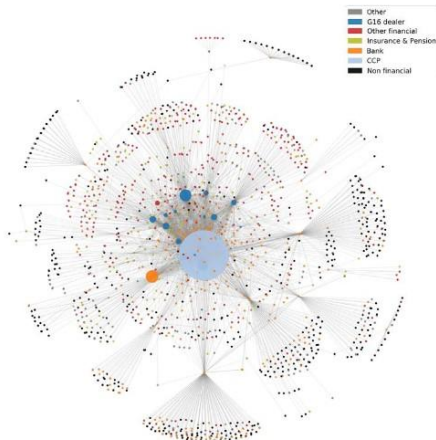 Other
G16 dealer
Other financial
Insurance & Pension
Bank
CCP
Non financial